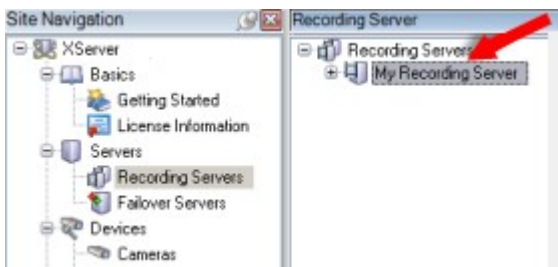 Site Navigation
XServer
Basics
Getting Started
License Information
Servers
Recording Servers
Failover Servers
Devices
Cameras
Recording Server
Recording Servers
My Recording Server